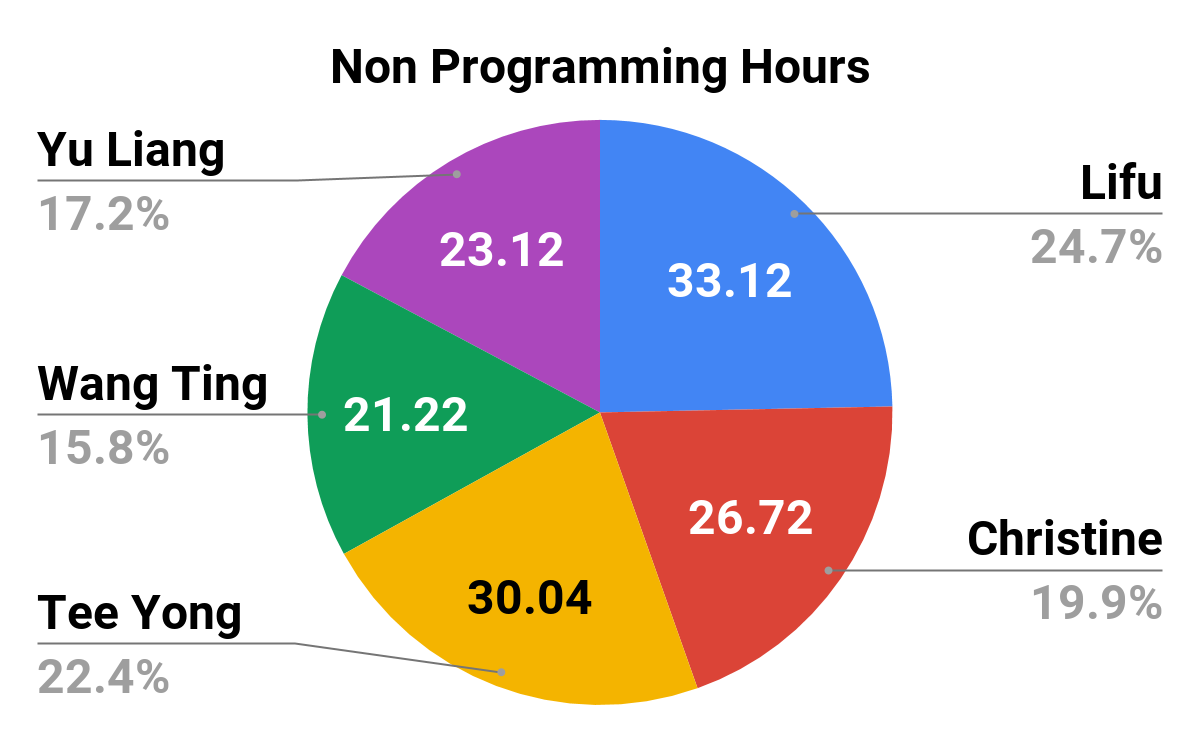 Non Programming Hours
Yu Liang
17.2%
Lifu
24.7%
23.12
33.12
Wang Ting
15.8%
21.22
26.72
Christine
19.9%
30.04
Tee Yong
22.4%